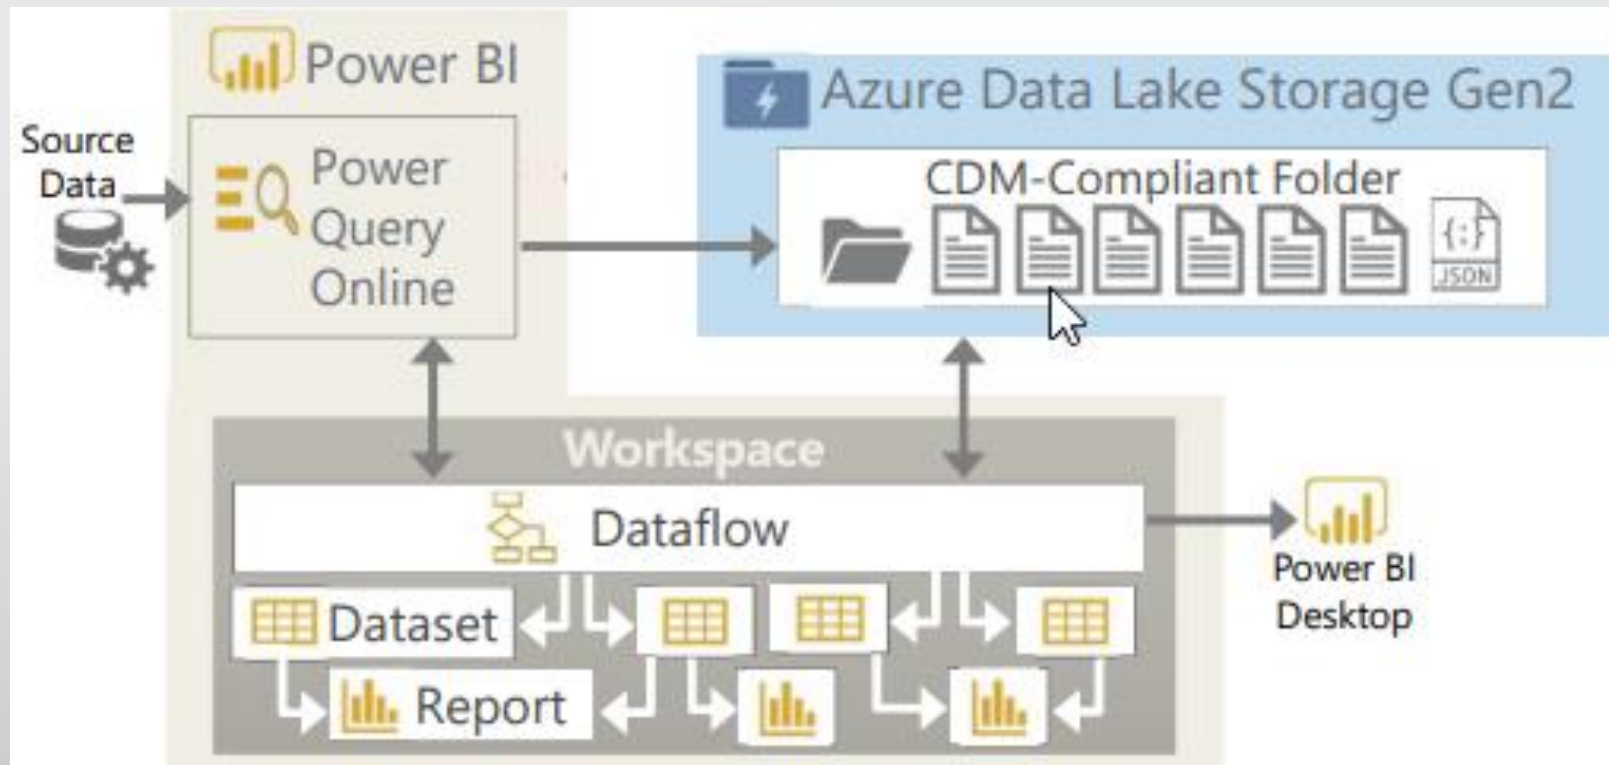 Power BI
Azure Data Lake Storage Gen2
Source
Data
Power
Query
Online
CDM-Compliant Folder
{:}
JSON
Workspace
Dataflow
Power BI
Desktop
Dataset
Report